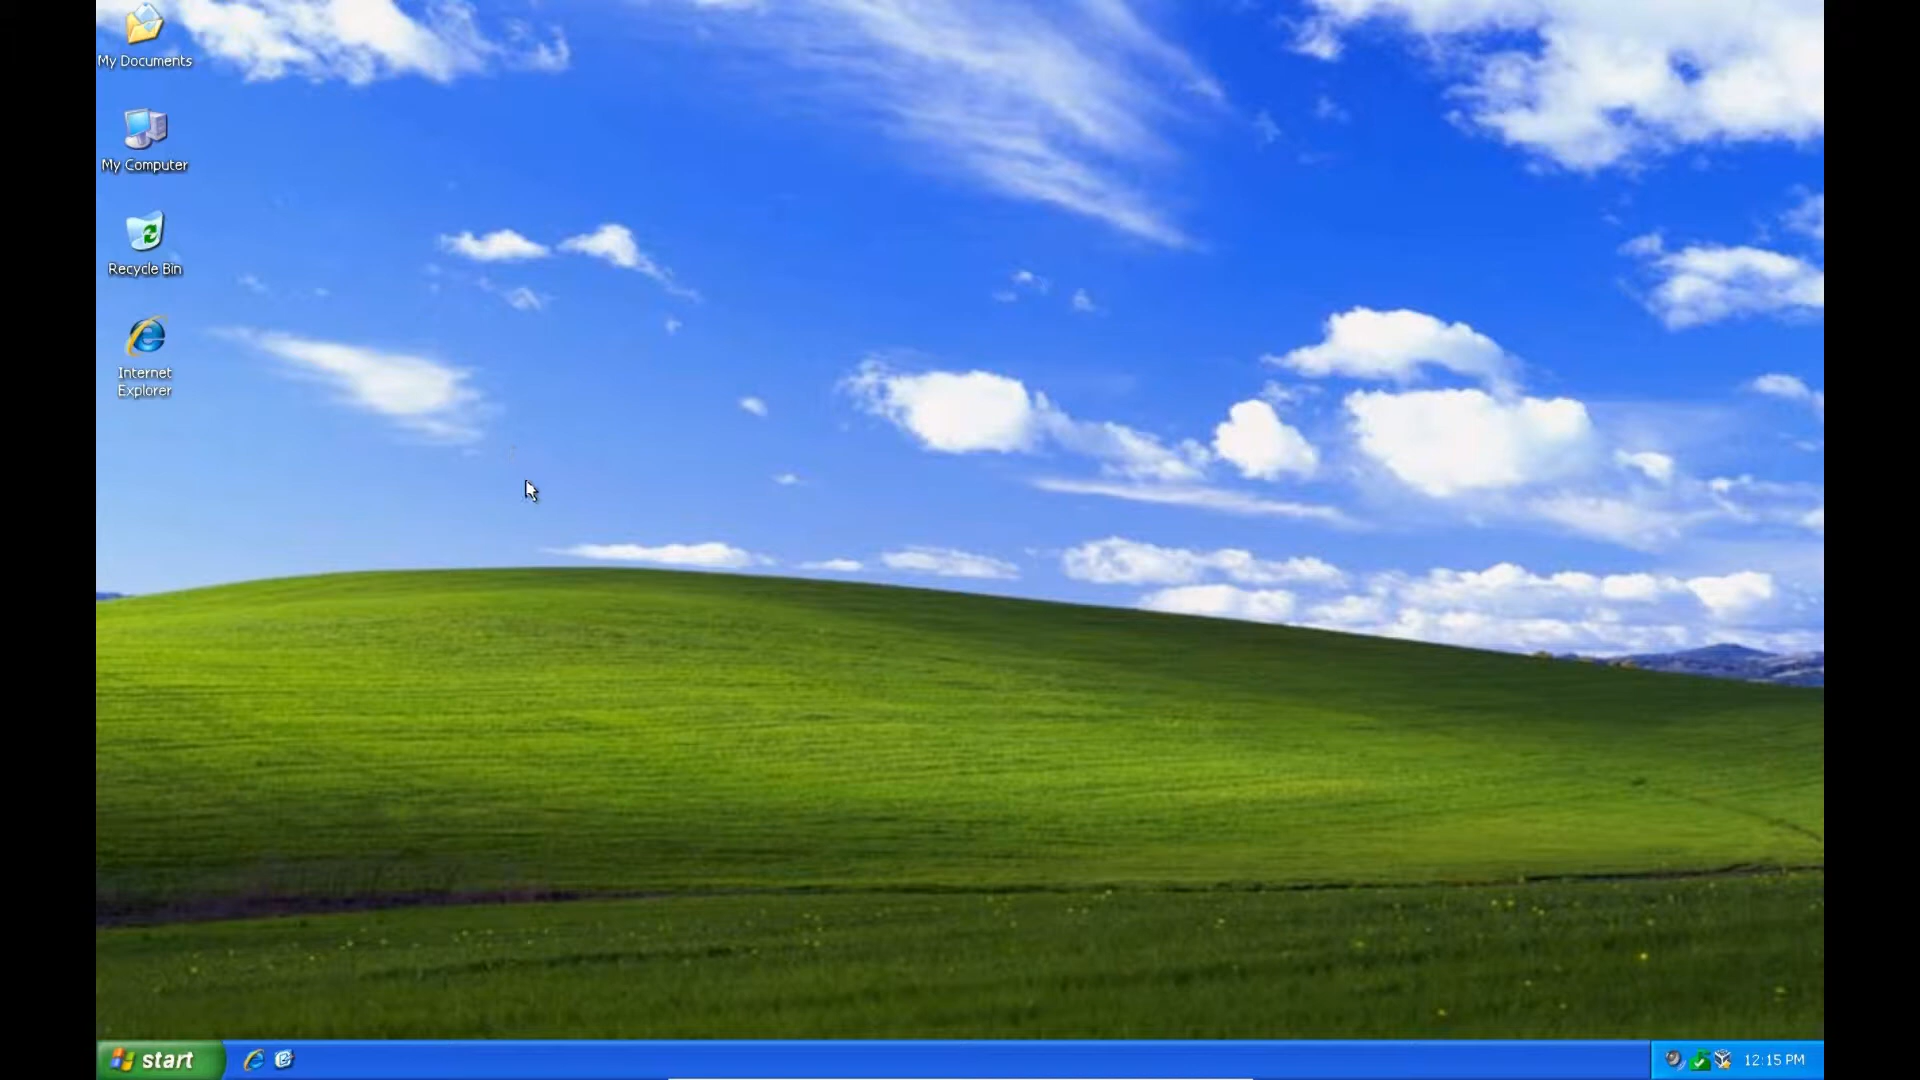 My Documents
My Computer
Recycle Bin
Internet
Explorer
start
12:15 PM